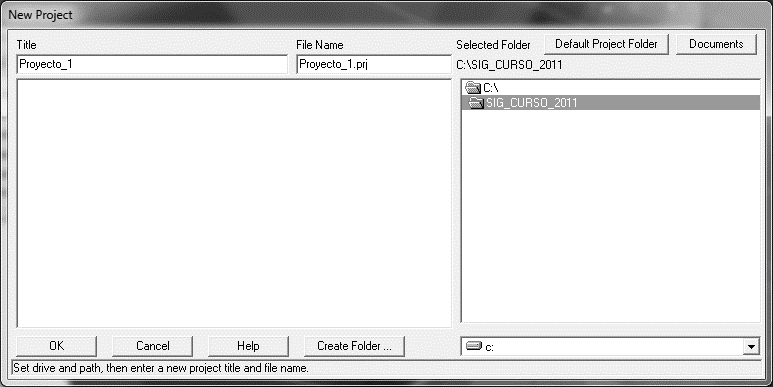 New Project
Title
File Name
Selected Folder
Default Project Folder
Documents
Proyecto_1
Proyecto_1.prj
C:\SIG_CURSO_2011
C:\
SIG_CURSO_2011
OK
Cancel
Help
Create Folder ...
c:
Set drive and path, then enter a new project title and file name.